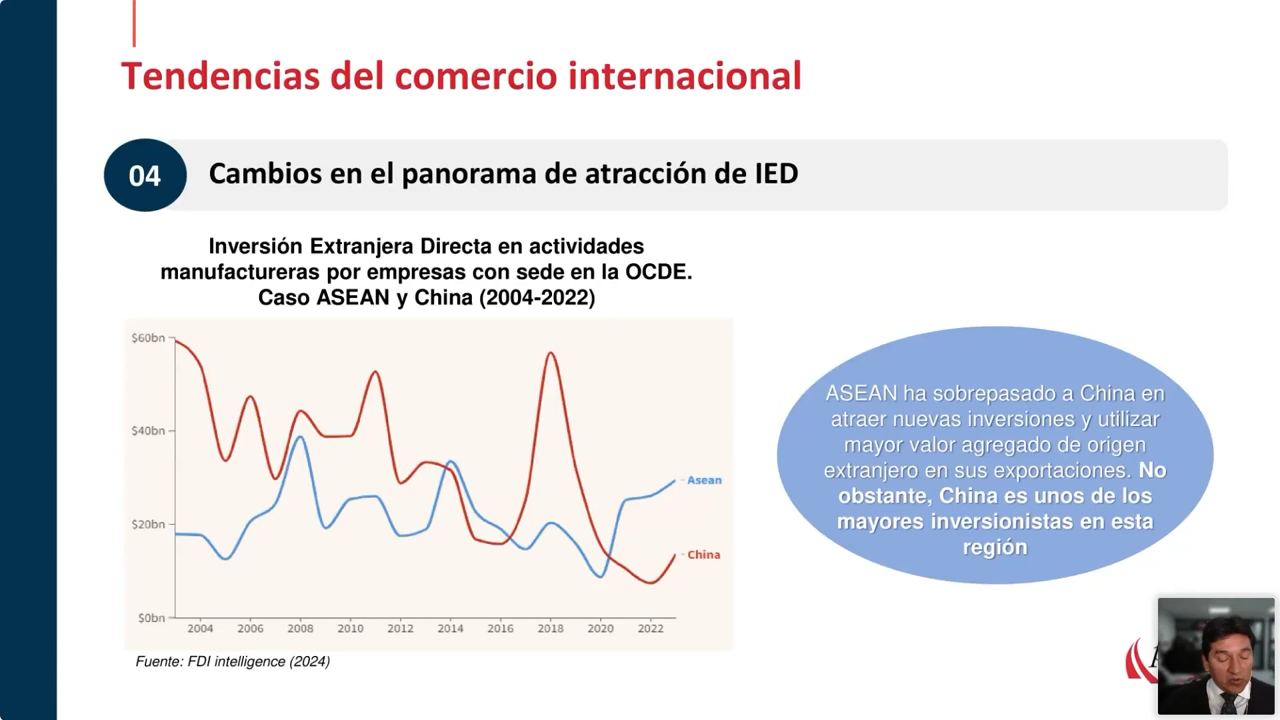 Tendencias del comercio internacional
04
Cambios en el panorama de atracción de IED
Inversión Extranjera Directa en actividades
manufactureras por empresas con sede en la OCDE.
Caso ASEAN y China (2004-2022)
$60bn
$40bn
$20bn
$0bn
2004 2006 2008 2010 2012 2014 2016 2018 2020 2022
Asean
China
Fuente: FDI intelligence (2024)
ASEAN ha sobrepasado a China en
atraer nuevas inversiones y utilizar
mayor valor agregado de origen
extranjero en sus exportaciones. No
obstante, China es unos de los
mayores inversionistas en esta
región